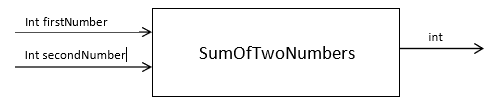 Int firstNumber
Int secondNumber
SumOfTwoNumbers
int